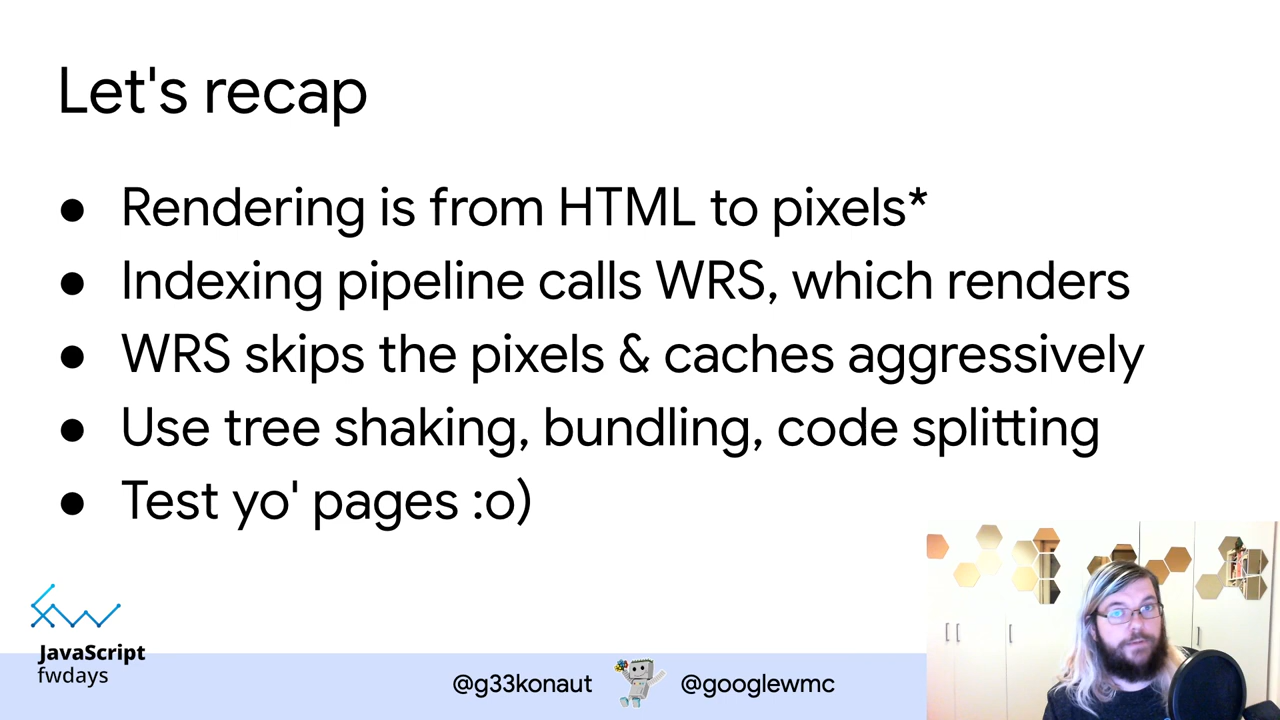 Let's recap
● Rendering is from HTML to pixels*
● Indexing pipeline calls WRS, which renders
● WRS skips the pixels & caches aggressively
● Use tree shaking, bundling, code splitting
● Test yo' pages :o)
JavaScript
fwdays
@g33konaut
@googlewmc